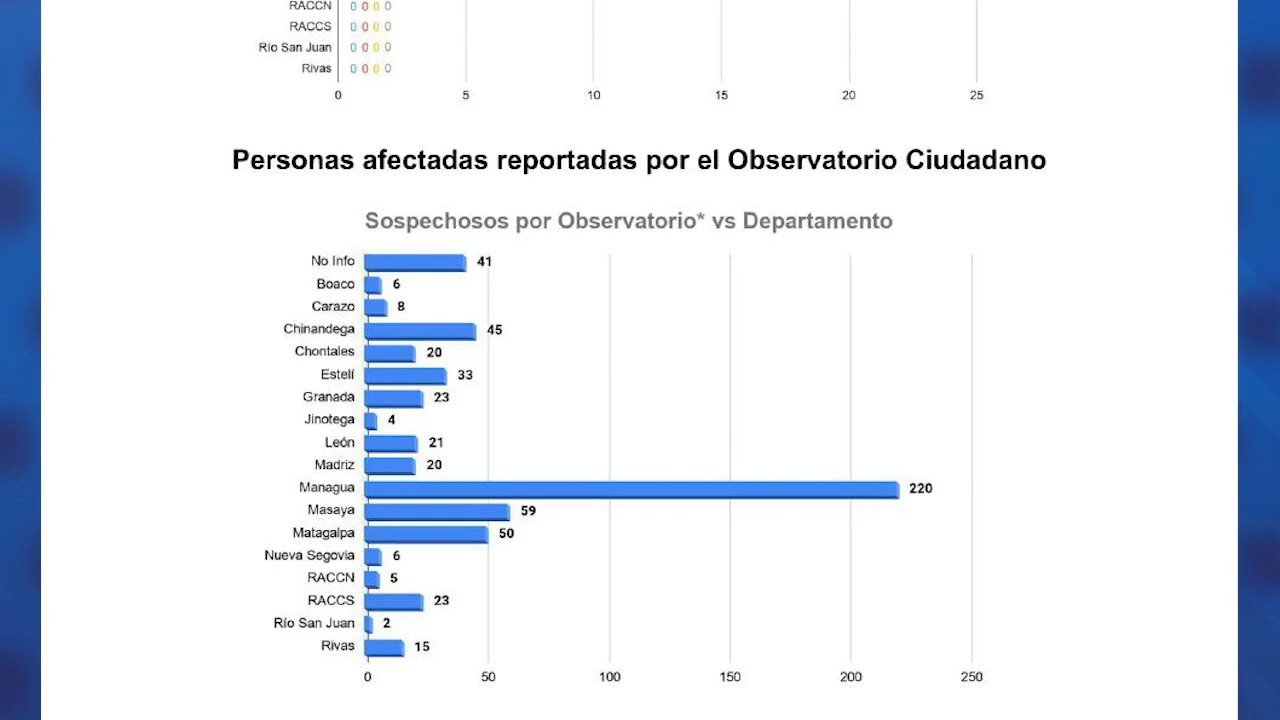 RACCN 0 0 0 0
RACCS 0 0 0 0
Río San Juan 0 0 0 0
Rivas 0 0 0 0
0 5 10 15 20 25
Personas afectadas reportadas por el Observatorio Ciudadano
Sospechosos por Observatorio* vs Departamento
No Info 41
Boaco 6
Carazo 8
Chinandega 45
Chontales 20
Estelí 33
Granada 23
Jinotega 4
León 21
Madriz 20
Managua 220
Masaya 59
Matagalpa 50
Nueva Segovia 6
RACCN 5
RACCS 23
Río San Juan 2
Rivas 15
0 50 100 150 200 250